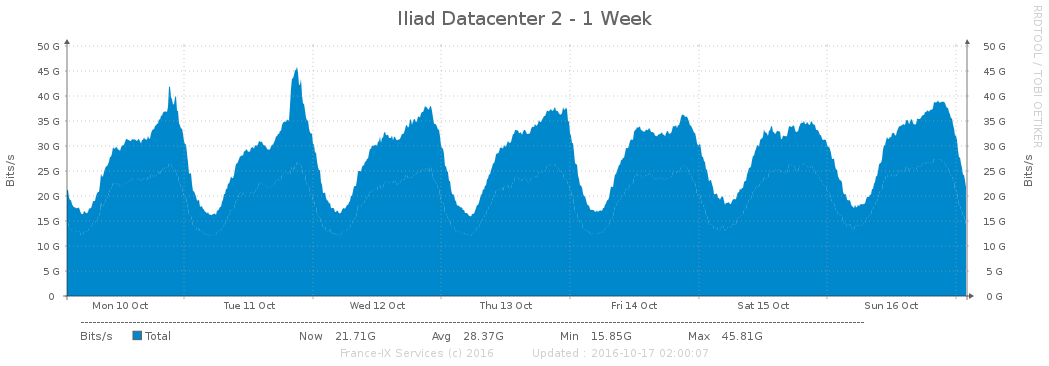 Iliad Datacenter 2 - 1 Week
RRDTOOL / TOBI OETIKER
Bits/s
50 G 50 G
45 G 45 G
40 G 40 G
35 G 35 G
30 G 30 G
25 G 25 G
20 G 20 G
15 G 15 G
10 G 10 G
5 G 5 G
0 0 G
Bits/s
Mon 10 Oct Tue 11 Oct Wed 12 Oct Thu 13 Oct Fri 14 Oct Sat 15 Oct Sun 16 Oct
Bits/s Total Now 21.71G Avg 28.37G Min 15.85G Max 45.81G
France-IX Services (c) 2016 Updated : 2016-10-17 02:00:07